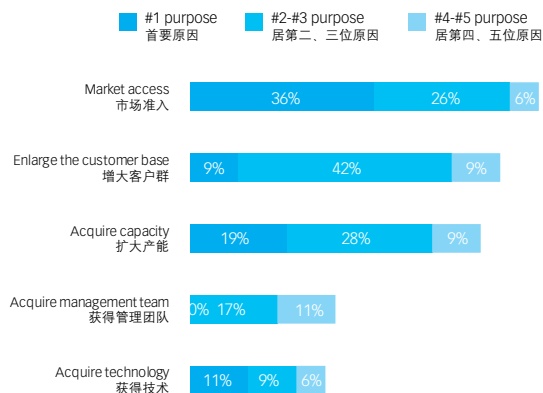 #1 purpose
首要原因
#2-#3 purpose
居第二、三位原因
#4-#5 purpose
居第四、五位原因
Market access
市场准入
36% 26% 6%
Enlarge the customer base
增大客户群
9% 42% 9%
Acquire capacity
扩大产能
19% 28% 9%
Acquire management team
获得管理团队
0% 17% 11%
Acquire technology
获得技术
11% 9% 6%